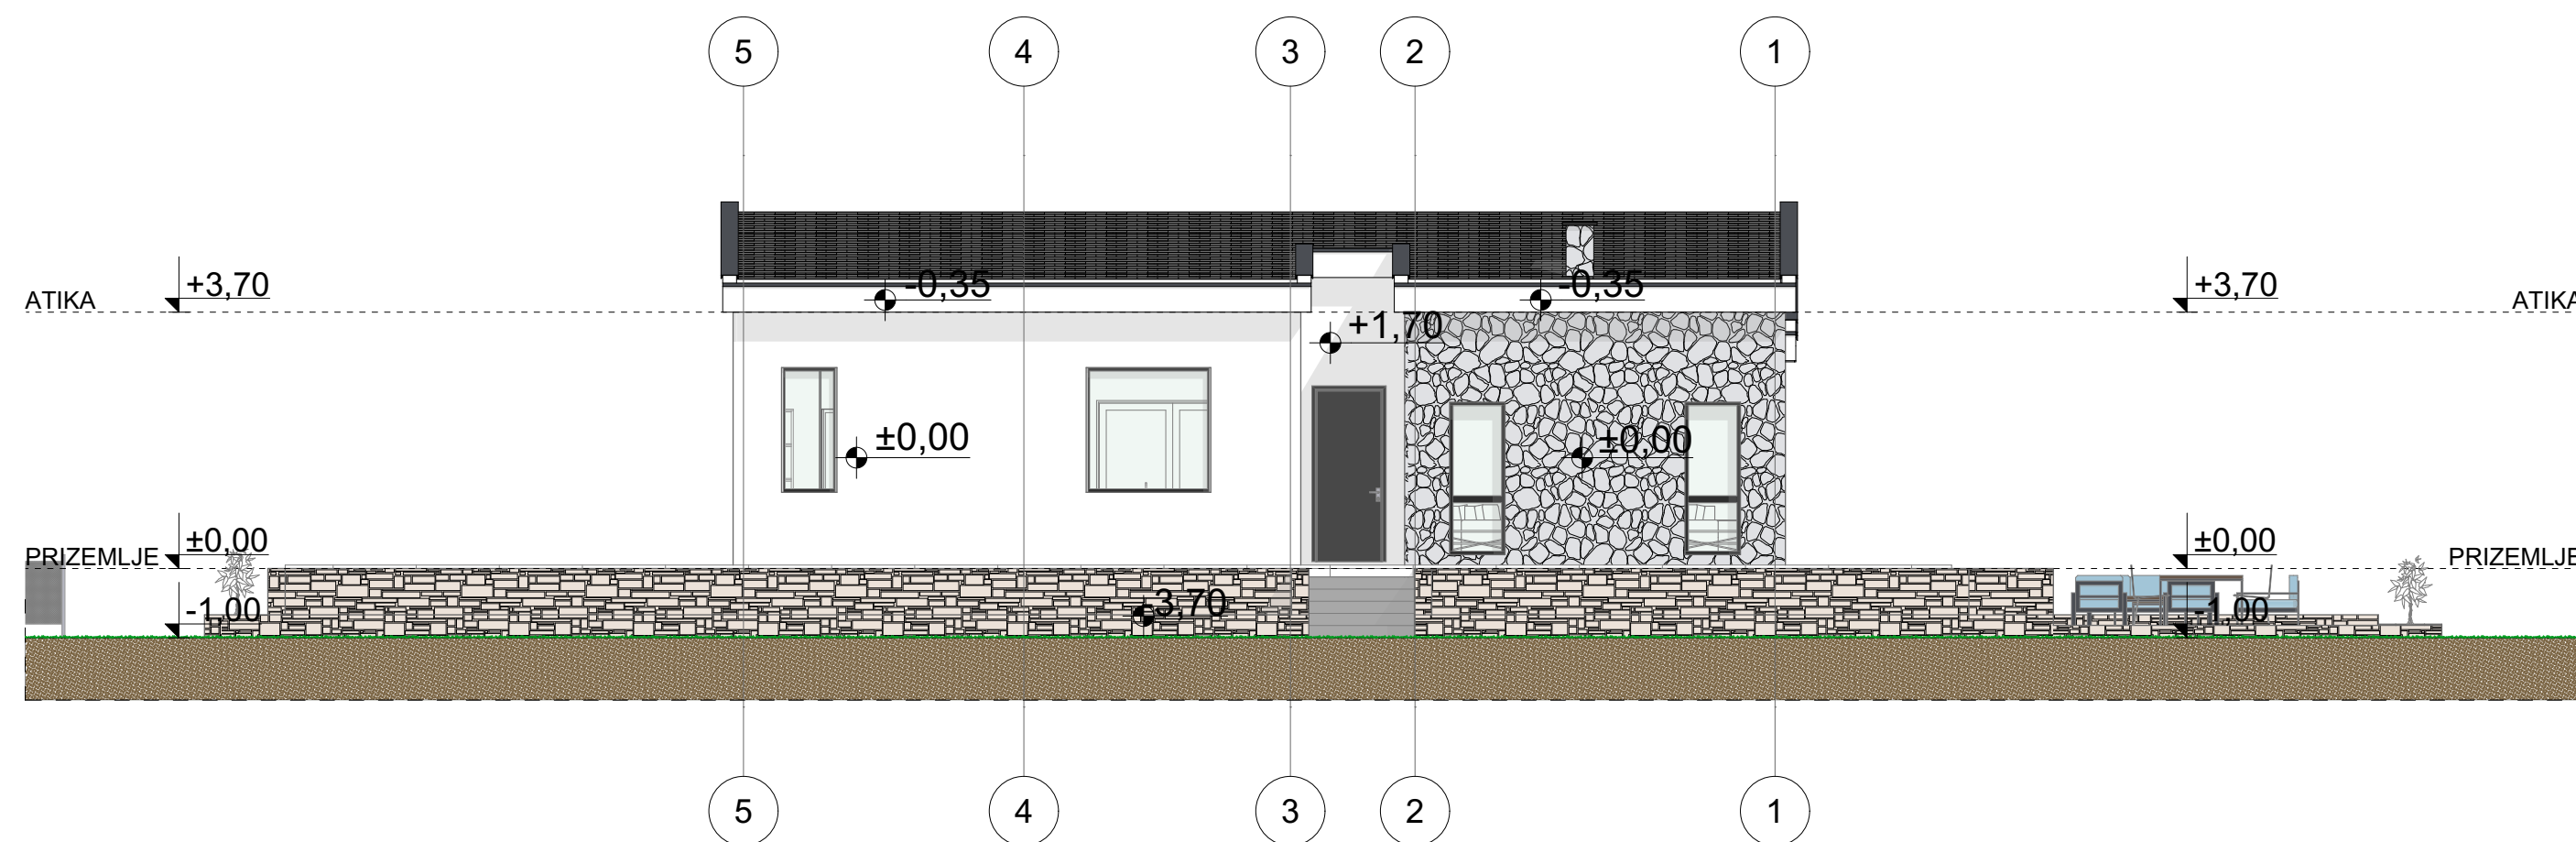 5 4 3 2 1
+3,70 -0,35 -0,35 +3,70
ATIKA ATIKA
+1,70
±0,00 ±0,00
±0,00 ±0,00
PRIZEMLJE PRIZEMLJE
-1,00 3,70 -1,00
5 4 3 2 1